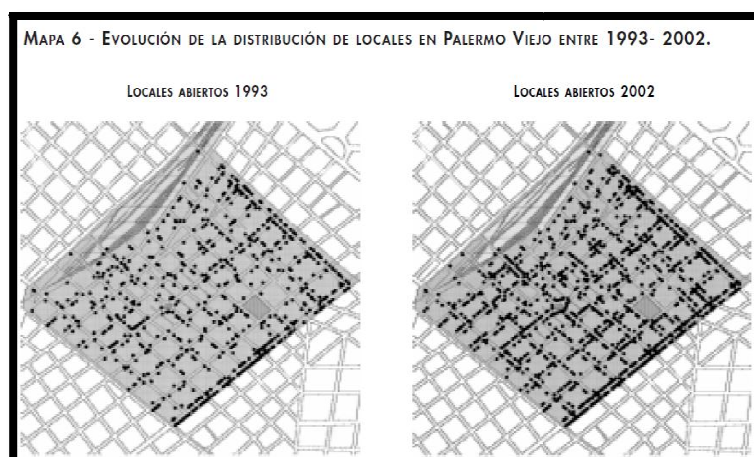 MAPA 6 - EVOLUCIÓN DE LA DISTRIBUCIÓN DE LOCALES EN PALERMO VIEJO ENTRE 1993- 2002.
LOCALES ABIERTOS 1993
LOCALES ABIERTOS 2002